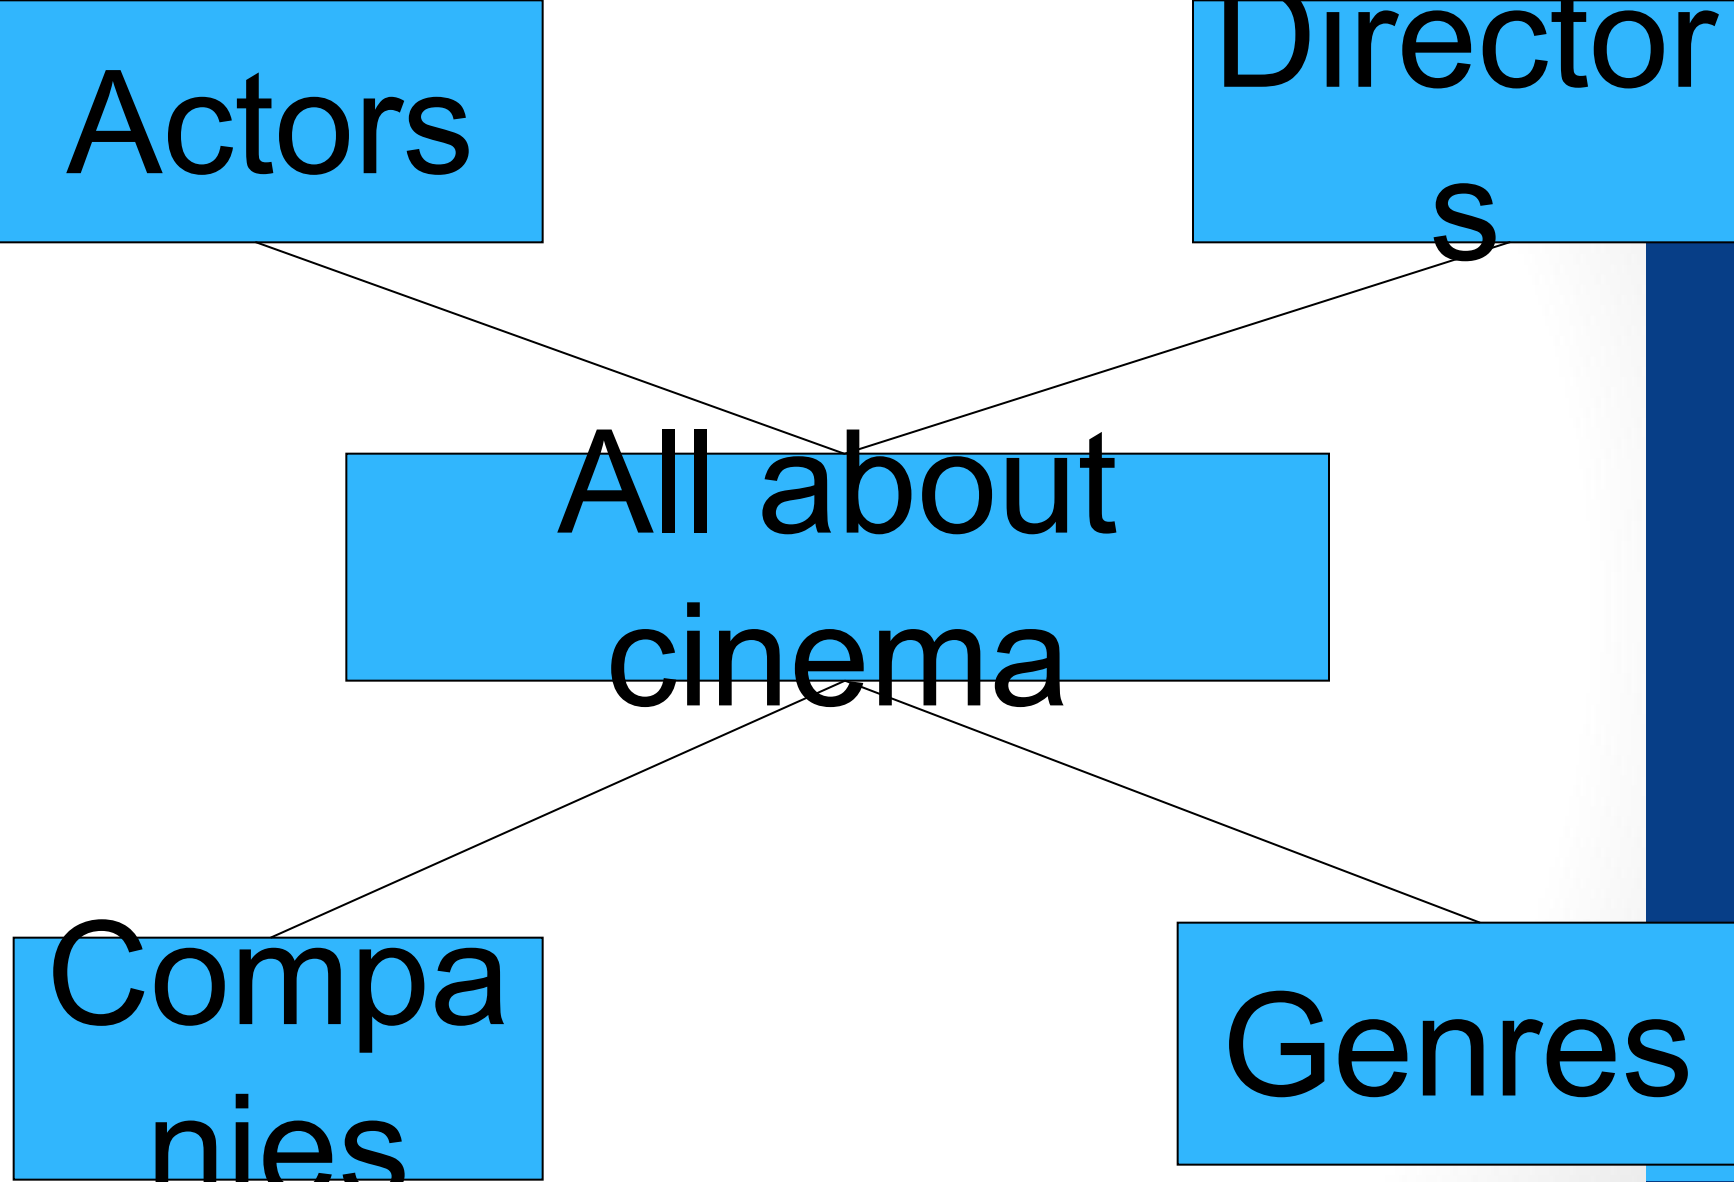 Actors
Director
s
All about
cinema
Compa
nies
Genres